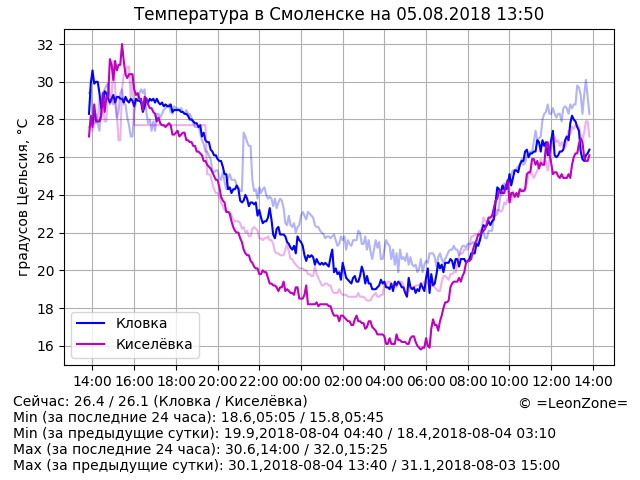 Температура в Смоленске на 05.08.2018 13:50
градусов Цельсия, °C
32
30
28
26
24
22
20
18
16
Кловка
Киселёвка
14:00 16:00 18:00 20:00 22:00 00:00 02:00 04:00 06:00 08:00 10:00 12:00 14:00
Сейчас: 26.4 / 26.1 (Кловка / Киселёвка)
© =LeonZone=
Min (за последние 24 часа): 18.6,05:05 / 15.8,05:45
Min (за предыдущие сутки): 19.9,2018-08-04 04:40 / 18.4,2018-08-04 03:10
Max (за последние 24 часа): 30.6,14:00 / 32.0,15:25
Max (за предыдущие сутки): 30.1,2018-08-04 13:40 / 31.1,2018-08-03 15:00